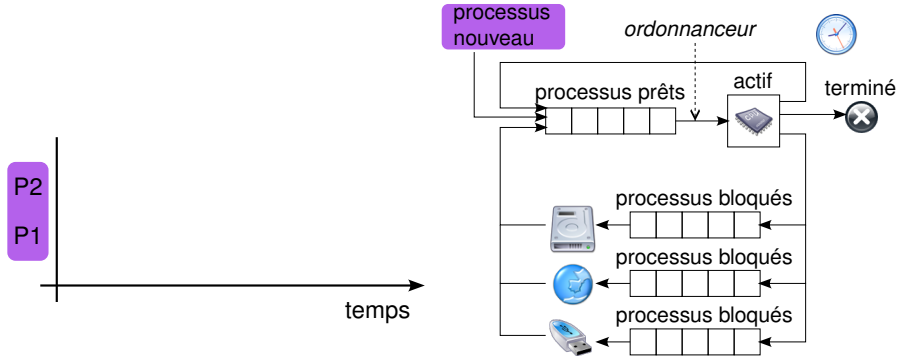 processus
nouveau
ordonnanceur
processus prêts
actif
terminé
P2
P1
temps
processus bloqués
processus bloqués
processus bloqués